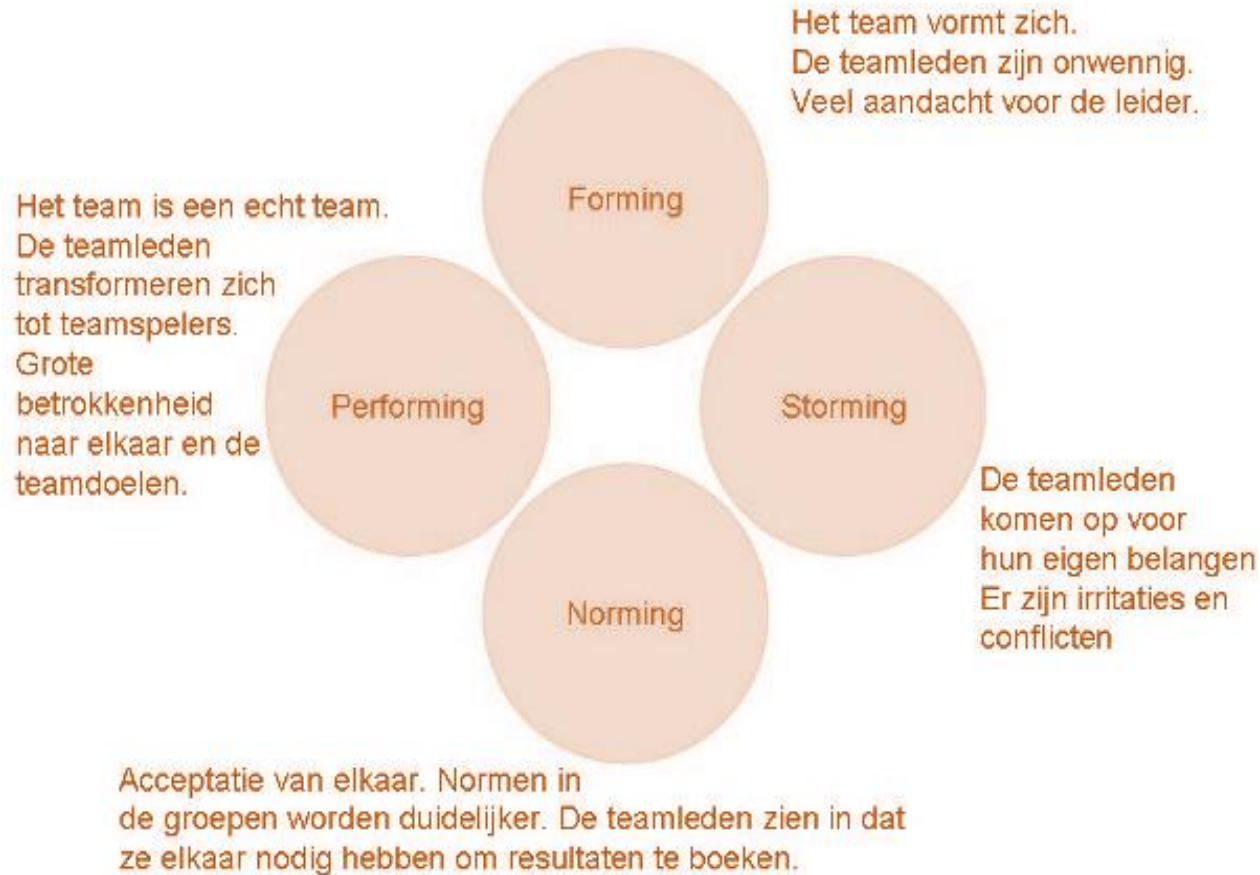 Het team vormt zich.
De teamleden zijn onwennig.
Veel aandacht voor de leider.
Forming
Het team is een echt team.
De teamleden
transformeren zich
tot teamspelers.
Grote
betrokkenheid
naar elkaar en de
teamdoelen.
Performing
Storming
De teamleden
komen op voor
hun eigen belangen
Er zijn irritaties en
conflicten
Norming
Acceptatie van elkaar. Normen in
de groepen worden duidelijker. De teamleden zien in dat
ze elkaar nodig hebben om resultaten te boeken.